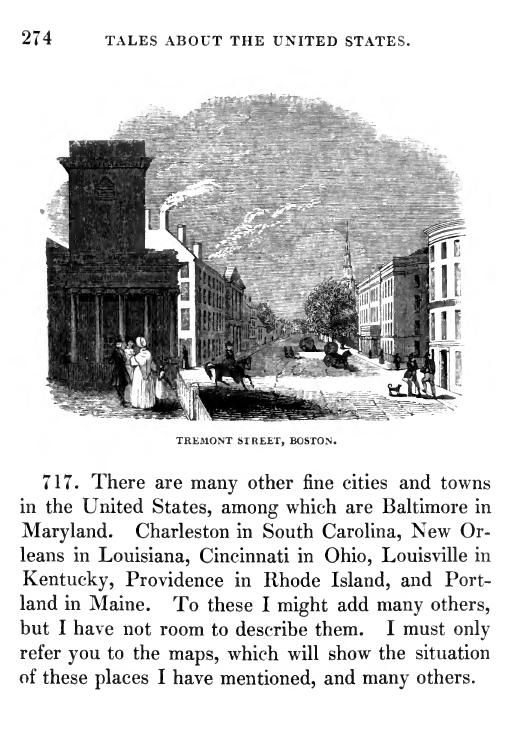 274 TALES ABOUT THE UNITED STATES.
TREMONT STREET, BOSTON.
717. There are many other fine cities and towns
in the United States, among which are Baltimore in
Maryland. Charleston in South Carolina, New Or-
leans in Louisiana, Cincinnati in Ohio, Louisville in
Kentucky, Providence in Rhode Island, and Port-
land in Maine. To these I might add many others,
but I have not room to describe them. I must only
refer you to the maps, which will show the situation
of these places I have mentioned, and many others.